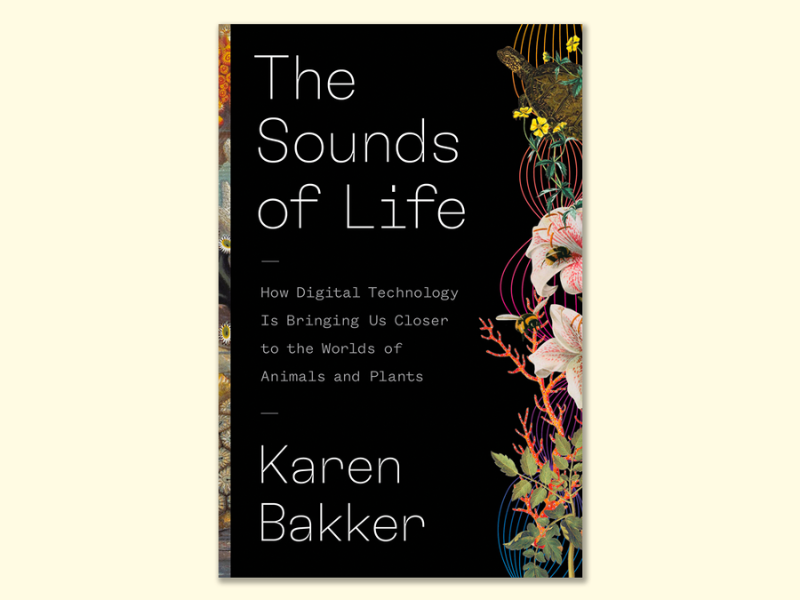 The
Sounds
of Life
—
How Digital Technology
Is Bringing Us Closer
to the Worlds of
Animals and Plants
—
Karen
Bakker